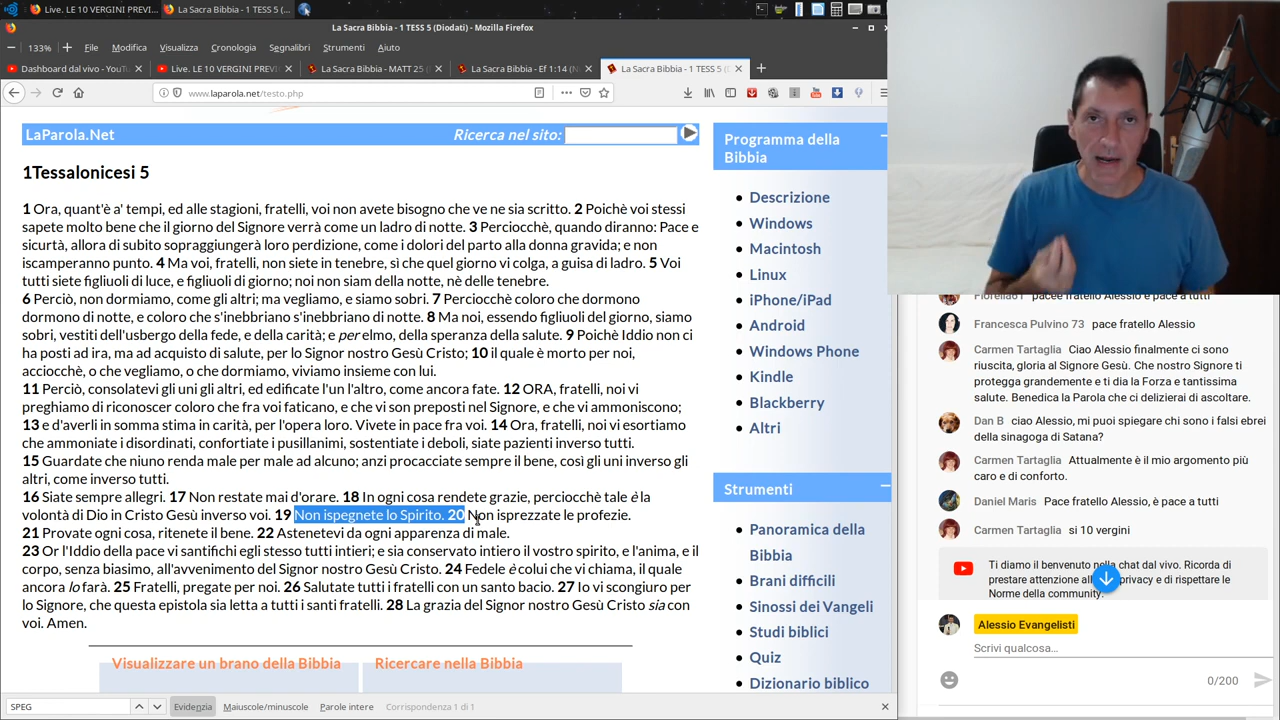 Live. LE 10 VERGINI PREVI
La Sacra Bibbia - 1 TESS 5 (...
La Sacra Bibbia - 1 TESS 5 (Diodati) - Mozilla Firefox
133%
File Modifica Visualizza Cronologia Segnalibri Strumenti Aiuto
Dashboard dal vivo - YouTu
Live. LE 10 VERGINI PREVI
La Sacra Bibbia - MATT 25 (
La Sacra Bibbia - Ef 1:14 (N
La Sacra Bibbia - 1 TESS 5 (
www.laparola.net/testo.php
LaParola.Net
Ricerca nel sito:
1Tessalonicesi 5
1 Ora, quant'è a' tempi, ed alle stagioni, fratelli, voi non avete bisogno che ve ne sia scritto. 2 Poichè voi stessi
sapete molto bene che il giorno del Signore verrà come un ladro di notte. 3 Perciocchè, quando diranno: Pace e
sicurtà, allora di subito sopraggiungerà loro perdizione, come i dolori del parto alla donna gravida; e non
iscamperanno punto. 4 Ma voi, fratelli, non siete in tenebre, sì che quel giorno vi colga, a guisa di ladro. 5 Voi
tutti siete figliuoli di luce, e figliuoli di giorno; noi non siam della notte, nè delle tenebre.
6 Perciò, non dormiamo, come gli altri; ma vegliamo, e siamo sobri. 7 Perciocchè coloro che dormono
dormono di notte, e coloro che s'inebbriano s'inebbriano di notte. 8 Ma noi, essendo figliuoli del giorno, siamo
sobri, vestiti dell'usbergo della fede, e della carità; e per elmo, della speranza della salute. 9 Poichè Iddio non ci
ha posti ad ira, ma ad acquisto di salute, per lo Signor nostro Gesù Cristo; 10 il quale è morto per noi,
acciocchè, o che vegliamo, o che dormiamo, viviamo insieme con lui.
11 Perciò, consolatevi gli uni gli altri, ed edificate l'un l'altro, come ancora fate. 12 ORA, fratelli, noi vi
preghiamo di riconoscer coloro che fra voi faticano, e che vi son preposti nel Signore, e che vi ammoniscono;
13 e d'averli in somma stima in carità, per l'opera loro. Vivete in pace fra voi. 14 Ora, fratelli, noi vi esortiamo
che ammoniate i disordinati, confortiate i pusillanimi, sostentiate i deboli, siate pazienti inverso tutti.
15 Guardate che niuno renda male per male ad alcuno; anzi procacciate sempre il bene, così gli uni inverso gli
altri, come inverso tutti.
16 Siate sempre allegri. 17 Non restate mai d'orare. 18 In ogni cosa rendete grazie, perciocchè tale è la
volontà di Dio in Cristo Gesù inverso voi. 19 Non ispegnete lo Spirito. 20 Non isprezzate le profezie.
21 Provate ogni cosa, ritenete il bene. 22 Astenetevi da ogni apparenza di male.
23 Or l'Iddio della pace vi santifichi egli stesso tutti intieri; e sia conservato intiero il vostro spirito, e l'anima, e il
corpo, senza biasimo, all'avvenimento del Signor nostro Gesù Cristo. 24 Fedele è colui che vi chiama, il quale
ancora lo farà. 25 Fratelli, pregate per noi. 26 Salutate tutti i fratelli con un santo bacio. 27 Io vi scongiuro per
lo Signore, che questa epistola sia letta a tutti i santi fratelli. 28 La grazia del Signor nostro Gesù Cristo sia con
voi. Amen.
Visualizzare un brano della Bibbia
Ricercare nella Bibbia
Programma della
Bibbia
Descrizione
Windows
Macintosh
Linux
iPhone/iPad
Android
Windows Phone
Kindle
Blackberry
Altri
Strumenti
Panoramica della
Bibbia
Brani difficili
Sinossi dei Vangeli
Studi biblici
Quiz
Dizionario biblico
SPEG
Evidenzia Maiuscole/minuscole Parole intere Corrispondenza 1 di 1
Fiorella61 pacee fratello Alessio e pace a tutti
Francesca Pulvino 73 pace fratello Alessio
Carmen Tartaglia Ciao Alessio finalmente ci sono
riuscita, gloria al Signore Gesù. Che nostro Signore ti
protegga grandemente e ti dia la Forza e tantissima
salute. Benedica la Parola che ci delizierai di ascoltare.
Dan B ciao Alessio, mi puoi spiegare chi sono i falsi ebrei
della sinagoga di Satana?
Carmen Tartaglia Attualmente è il mio argomento più
caro e di conforto.
Daniel Maris Pace fratello Alessio, è pace a tutti
Carmen Tartaglia si 10 vergini
Ti diamo il benvenuto nella chat dal vivo. Ricorda di
prestare attenzione alla privacy e di rispettare le
Norme della community.
Alessio Evangelisti
Scrivi qualcosa...
0/200